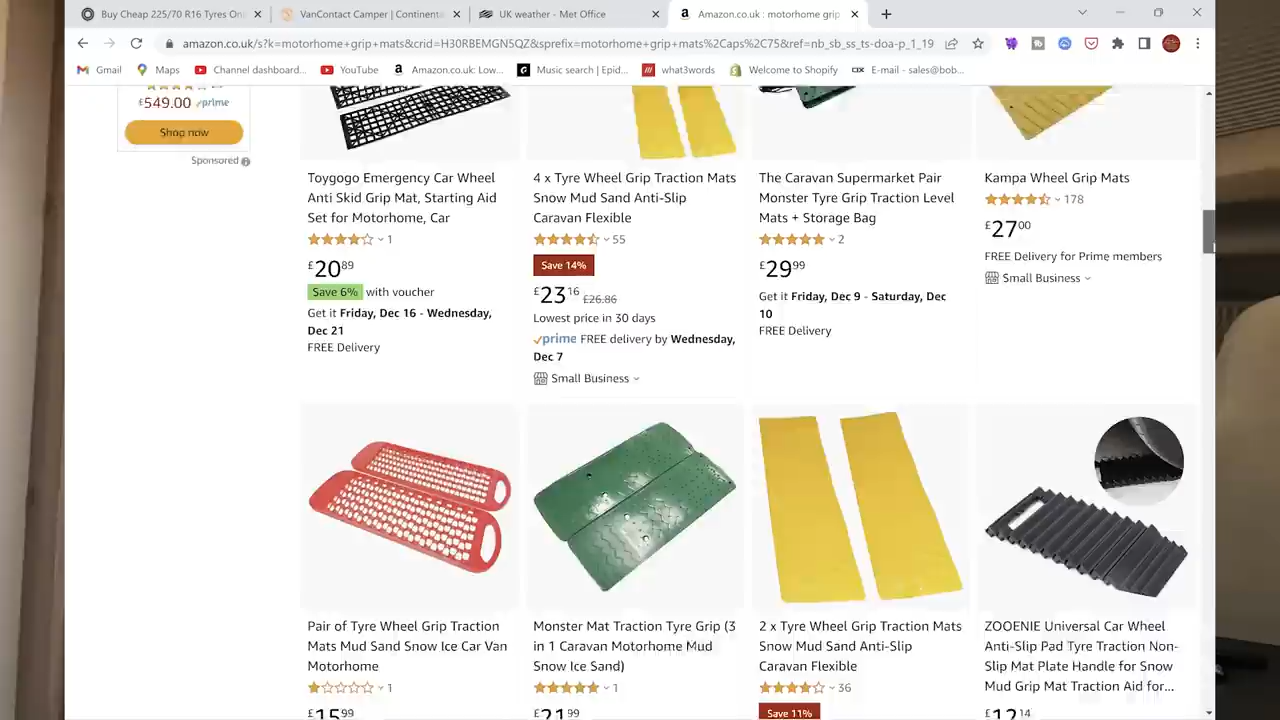 Buy Cheap 225/70 R16 Tyres Onl
VanContact Camper | Continenta
UK weather - Met Office
Amazon.co.uk : motorhome grip
amazon.co.uk/s?k=motorhome+grip+mats&crid=H30RBEMGN5QZ&sprefix=motorhome+grip+mats%2Caps%2C75&ref=nb_sb_ss_ts-doa-p_1_19
Gmail
Maps
Channel dashboard...
YouTube
Amazon.co.uk: Low...
Music search | Epid...
what3words
Welcome to Shopify
E-mail - sales@bob...
£549.00 prime
Shop now
Sponsored
Toygogo Emergency Car Wheel
Anti Skid Grip Mat, Starting Aid
Set for Motorhome, Car
1
£20 89
Save 6% with voucher
Get it Friday, Dec 16 - Wednesday,
Dec 21
FREE Delivery
4 x Tyre Wheel Grip Traction Mats
Snow Mud Sand Anti-Slip
Caravan Flexible
55
Save 14%
£23 16 £26.86
Lowest price in 30 days
prime FREE delivery by Wednesday,
Dec 7
Small Business
The Caravan Supermarket Pair
Monster Tyre Grip Traction Level
Mats + Storage Bag
2
£29 99
Get it Friday, Dec 9 - Saturday, Dec
10
FREE Delivery
Kampa Wheel Grip Mats
178
£27 00
FREE Delivery for Prime members
Small Business
Pair of Tyre Wheel Grip Traction
Mats Mud Sand Snow Ice Car Van
Motorhome
1
£15 99
Monster Mat Traction Tyre Grip (3
in 1 Caravan Motorhome Mud
Snow Ice Sand)
1
£21 99
2 x Tyre Wheel Grip Traction Mats
Snow Mud Sand Anti-Slip
Caravan Flexible
36
Save 11%
ZOOENIE Universal Car Wheel
Anti-Slip Pad Tyre Traction Non-
Slip Mat Plate Handle for Snow
Mud Grip Mat Traction Aid for...
£12 14